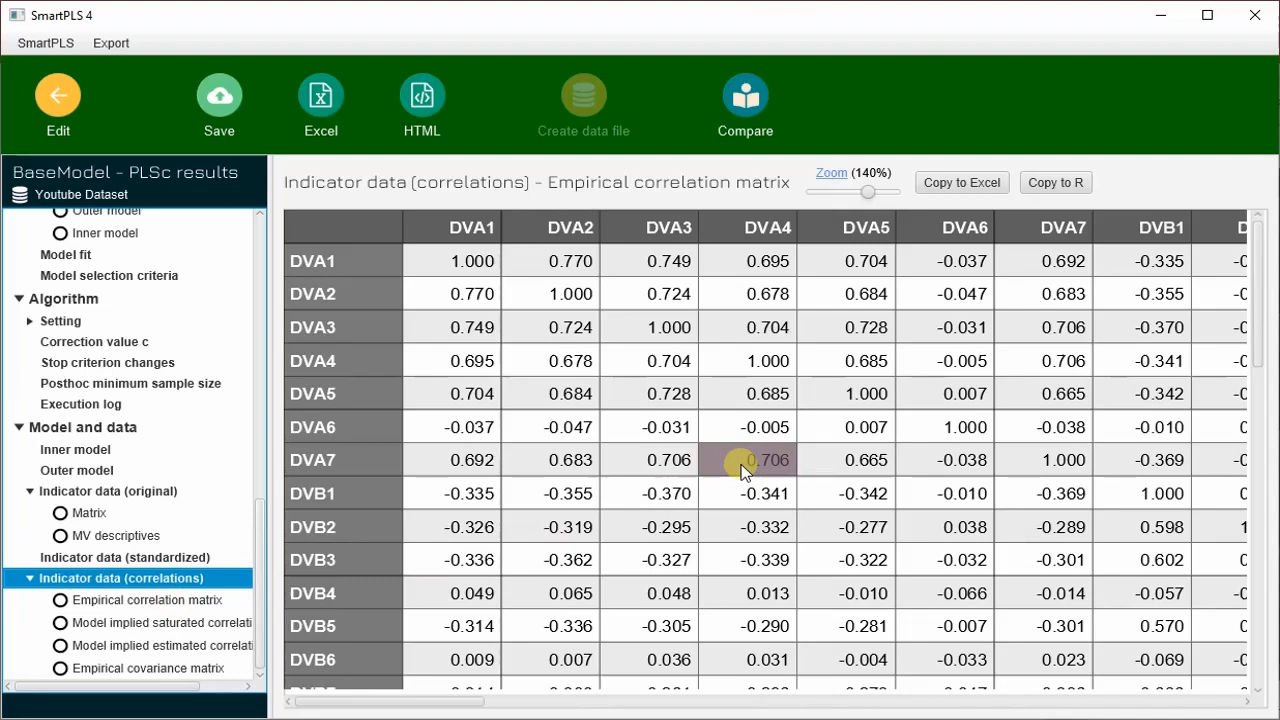 SmartPLS 4
SmartPLS Export
Edit Save Excel HTML Create data file Compare
BaseModel - PLSc results
Youtube Dataset
Outer model
Inner model
Model fit
Model selection criteria
Algorithm
Setting
Correction value c
Stop criterion changes
Posthoc minimum sample size
Execution log
Model and data
Inner model
Outer model
Indicator data (original)
Matrix
MV descriptives
Indicator data (standardized)
Indicator data (correlations)
Empirical correlation matrix
Model implied saturated correlati
Model implied estimated correlati
Empirical covariance matrix
Indicator data (correlations) - Empirical correlation matrix Zoom (140%) Copy to Excel Copy to R
DVA1 DVA2 DVA3 DVA4 DVA5 DVA6 DVA7 DVB1
DVA1 1.000 0.770 0.749 0.695 0.704 -0.037 0.692 -0.335
DVA2 0.770 1.000 0.724 0.678 0.684 -0.047 0.683 -0.355
DVA3 0.749 0.724 1.000 0.704 0.728 -0.031 0.706 -0.370
DVA4 0.695 0.678 0.704 1.000 0.685 -0.005 0.706 -0.341
DVA5 0.704 0.684 0.728 0.685 1.000 0.007 0.665 -0.342
DVA6 -0.037 -0.047 -0.031 -0.005 0.007 1.000 -0.038 -0.010
DVA7 0.692 0.683 0.706 0.706 0.665 -0.038 1.000 -0.369
DVB1 -0.335 -0.355 -0.370 -0.341 -0.342 -0.010 -0.369 1.000
DVB2 -0.326 -0.319 -0.295 -0.332 -0.277 0.038 -0.289 0.598
DVB3 -0.336 -0.362 -0.327 -0.339 -0.322 -0.032 -0.301 0.602
DVB4 0.049 0.065 0.048 0.013 -0.010 -0.066 -0.014 -0.057
DVB5 -0.314 -0.336 -0.305 -0.290 -0.281 -0.007 -0.301 0.570
DVB6 0.009 0.007 0.036 0.031 -0.004 -0.033 0.023 -0.069